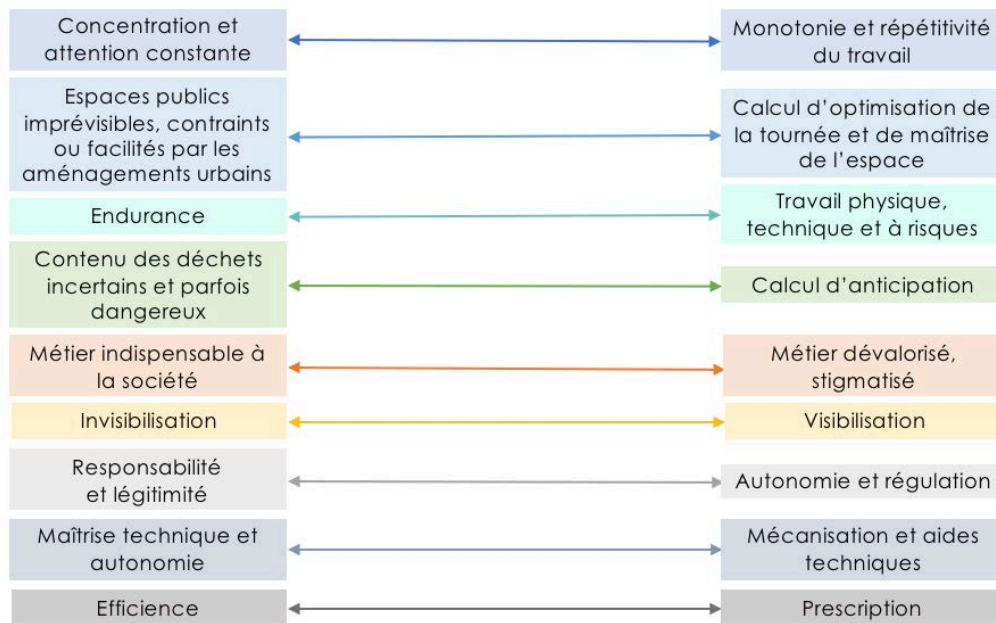 Concentration et
attention constante
Monotonie et répétitivité
du travail
Espaces publics
imprévisibles, contraints
ou facilités par les
aménagements urbains
Calcul d'optimisation de
la tournée et de maîtrise
de l'espace
Endurance
Travail physique,
technique et à risques
Contenu des déchets
incertains et parfois
dangereux
Calcul d'anticipation
Métier indispensable à
la société
Métier dévalorisé,
stigmatisé
Invisibilisation
Visibilisation
Responsabilité
et légitimité
Autonomie et régulation
Maîtrise technique et
autonomie
Mécanisation et aides
techniques
Efficience
Prescription